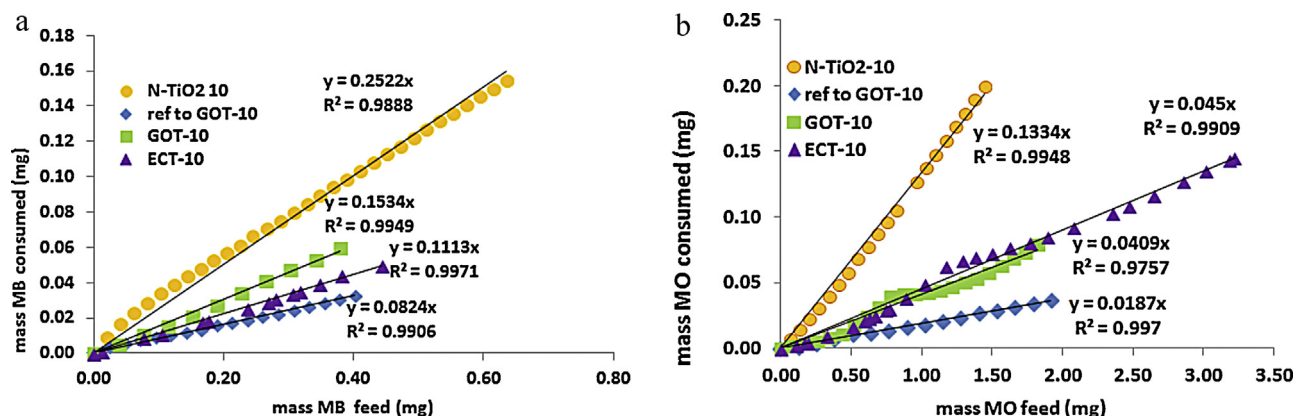 a
0.18
0.16
0.14
0.12
0.10
0.08
0.06
0.04
0.02
0.00
mass MB consumed (mg)
N-TiO2 10
ref to GOT-10
GOT-10
ECT-10
y = 0.2522x
R² = 0.9888
y = 0.1534x
R² = 0.9949
y = 0.1113x
R² = 0.9971
y = 0.0824x
R² = 0.9906
0.00 0.20 0.40 0.60 0.80
mass MB feed (mg)
b
0.25
0.20
0.15
0.10
0.05
0.00
mass MO consumed (mg)
N-TiO2-10
ref to GOT-10
GOT-10
ECT-10
y = 0.1334x
R² = 0.9948
y = 0.045x
R² = 0.9909
y = 0.0409x
R² = 0.9757
y = 0.0187x
R² = 0.997
0.00 0.50 1.00 1.50 2.00 2.50 3.00 3.50
mass MO feed (mg)